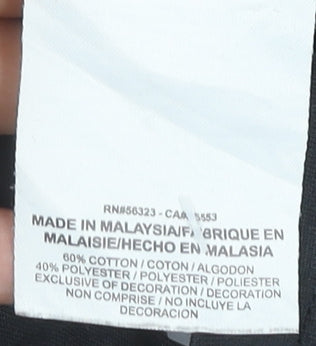 RN#56323 - CA# 5553
MADE IN MALAYSIA/FABRIQUE EN
MALAISIE/HECHO EN MALASIA
60% COTTON / COTON / ALGODON
40% POLYESTER / POLYESTER / POLIESTER
EXCLUSIVE OF DECORATION / DECORATION
NON COMPRISE / NO INCLUYE LA
DECORACION